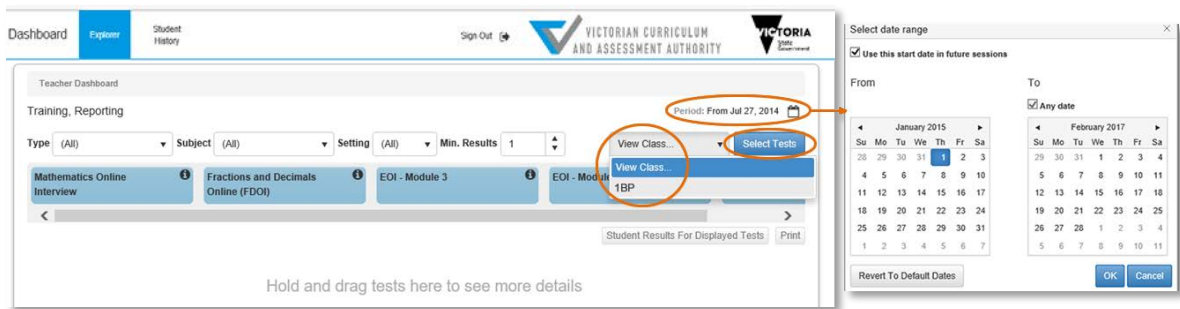 Dashboard Explorer Student History Sign Out VICTORIAN CURRICULUM AND ASSESSMENT AUTHORITY VICTORIA State Government
Teacher Dashboard
Training, Reporting Period: From Jul 27, 2014
Type (All) Subject (All) Setting (All) Min. Results 1 View Class... Select Tests
View Class...
1BP
Mathematics Online Interview
Fractions and Decimals Online (FDOI)
EOI - Module 3
EOI - Module
Student Results For Displayed Tests Print
Hold and drag tests here to see more details
Select date range
Use this start date in future sessions
From To
Any date
January 2015
Su Mo Tu We Th Fr Sa
28 29 30 31 1 2 3
4 5 6 7 8 9 10
11 12 13 14 15 16 17
18 19 20 21 22 23 24
25 26 27 28 29 30 31
1 2 3 4 5 6 7
February 2017
Su Mo Tu We Th Fr Sa
29 30 31 1 2 3 4
5 6 7 8 9 10 11
12 13 14 15 16 17 18
19 20 21 22 23 24 25
26 27 28 1 2 3 4
5 6 7 8 9 10 11
Revert To Default Dates OK Cancel